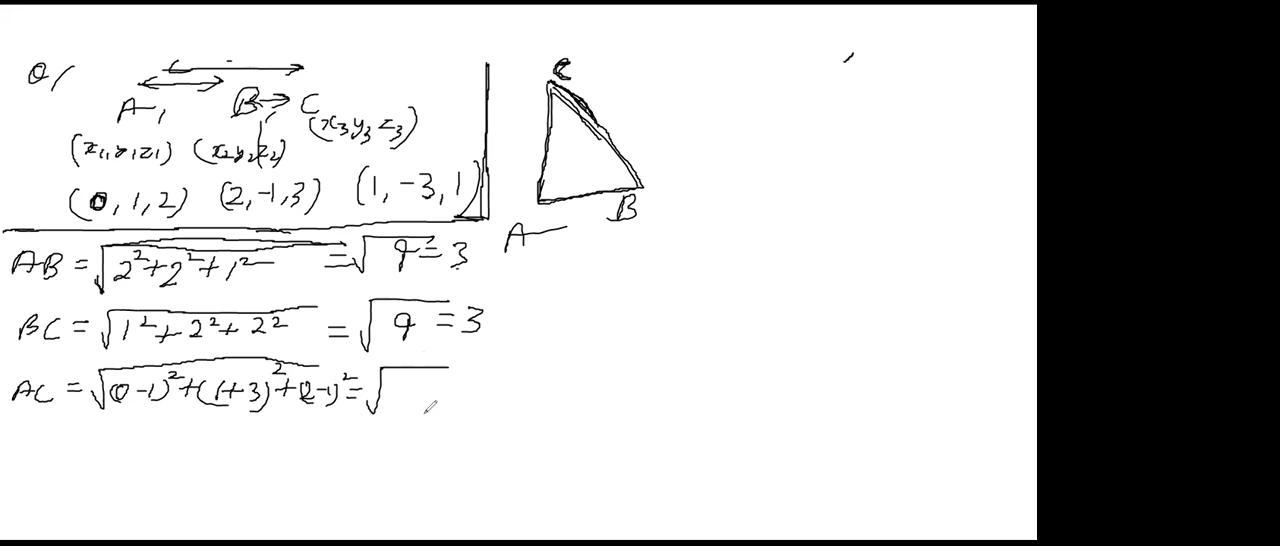 Q/
A, B, C
(x1, y1, z1) (x2 y2 z2) (x3 y3 z3)
(0, 1, 2) (2, -1, 3) (1, -3, 1)
C
A B
AB = √2²+2²+1² = √9 = 3
BC = √1²+2²+2² = √9 = 3
AC = √(0-1)²+(1+3)²+(2-1)² = √